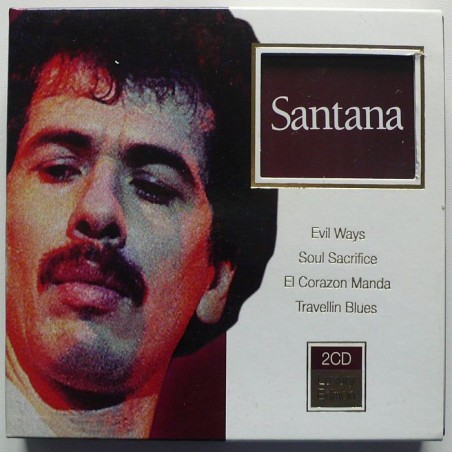 Santana
Evil Ways
Soul Sacrifice
El Corazon Manda
Travellin Blues
2CD